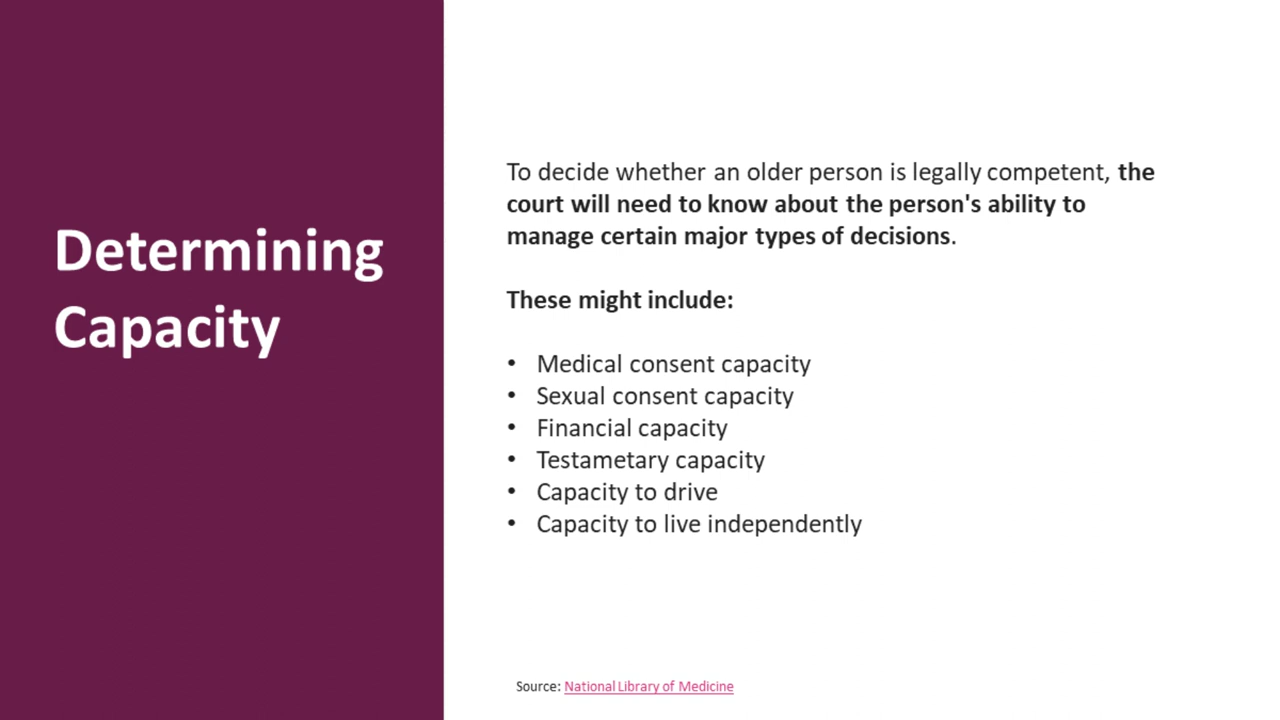 Determining
Capacity
To decide whether an older person is legally competent, the
court will need to know about the person's ability to
manage certain major types of decisions.
These might include:
• Medical consent capacity
• Sexual consent capacity
• Financial capacity
• Testametary capacity
• Capacity to drive
• Capacity to live independently
Source: National Library of Medicine